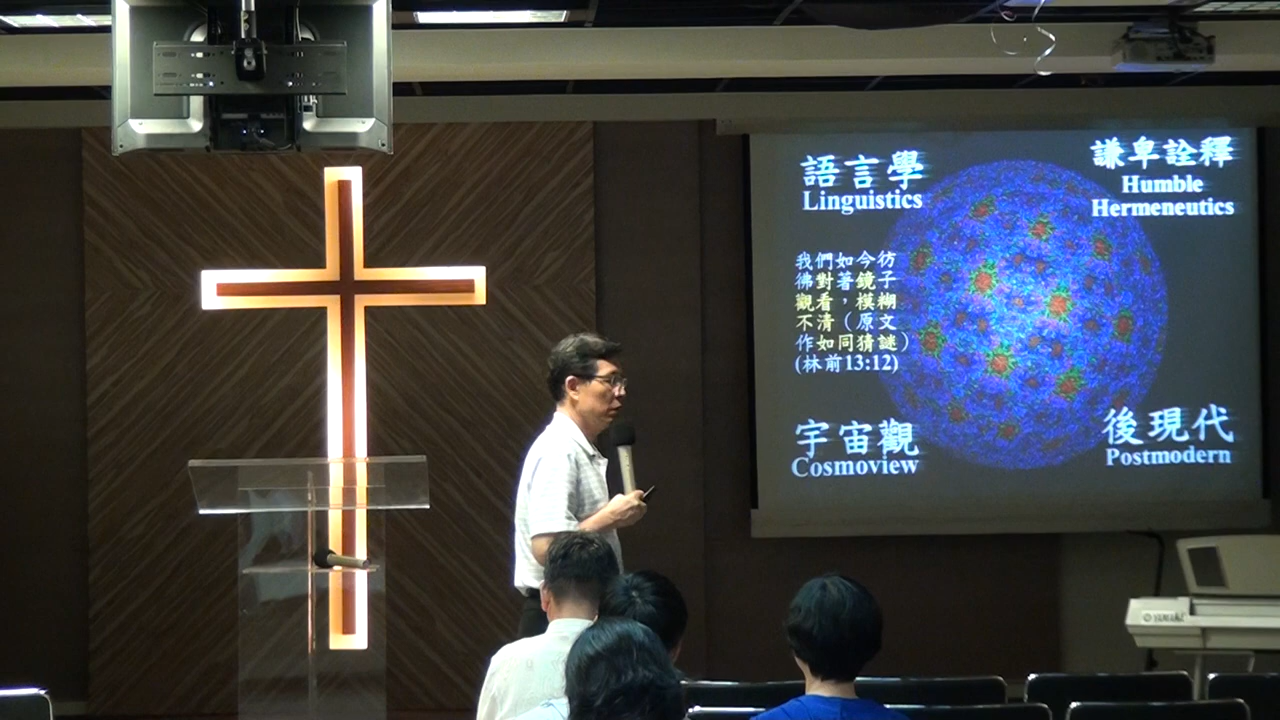 語言學
Linguistics
謙卑詮釋
Humble
Hermeneutics
我們如今彷
彿對著鏡子
觀看，模糊
不清（原文
作如同猜謎）
(林前13:12)
宇宙觀
Cosmoview
後現代
Postmodern
YAMAHA